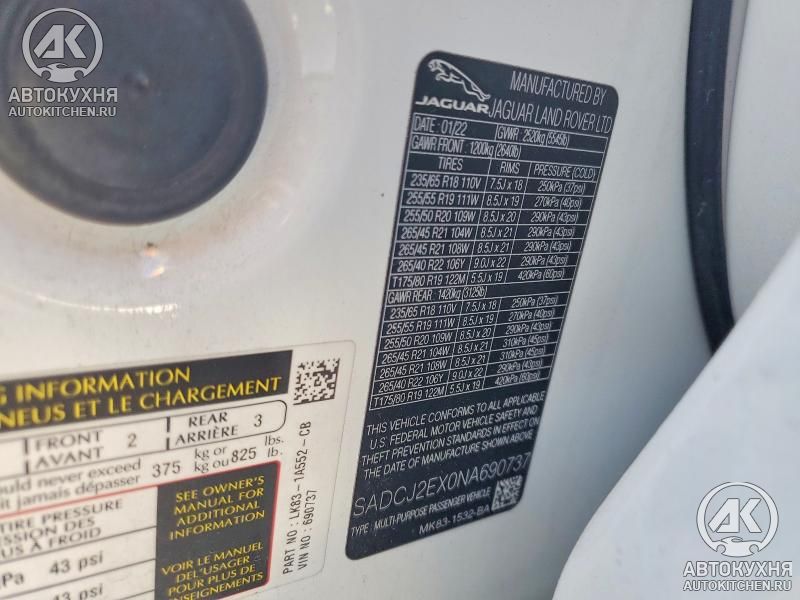 АВТОКУХНЯ
AUTOKITCHEN.RU
JAGUAR
MANUFACTURED BY
JAGUAR LAND ROVER LTD
DATE: 01/22 GVWR: 2520kg (5545lb)
GAWR FRONT: 1200kg (2640lb)
TIRES RIMS PRESSURE (COLD)
235/65 R18 110V 7.5J x 18 250kPa (37psi)
255/55 R19 111W 8.5J x 19 270kPa (40psi)
255/50 R20 109W 8.5J x 20 290kPa (43psi)
265/45 R21 104W 8.5J x 21 290kPa (43psi)
265/45 R21 108W 8.5J x 21 290kPa (43psi)
265/40 R22 106Y 9.0J x 22 290kPa (43psi)
T175/80 R19 122M 5.5J x 19 420kPa (60psi)
GAWR REAR: 1420kg (3125lb)
235/65 R18 110V 7.5J x 18 250kPa (37psi)
255/55 R19 111W 8.5J x 19 270kPa (40psi)
255/50 R20 109W 8.5J x 20 290kPa (43psi)
265/45 R21 104W 8.5J x 21 310kPa (45psi)
265/45 R21 108W 8.5J x 21 310kPa (45psi)
265/40 R22 106Y 9.0J x 22 290kPa (43psi)
T175/80 R19 122M 5.5J x 19 420kPa (60psi)
THIS VEHICLE CONFORMS TO ALL APPLICABLE
U.S. FEDERAL MOTOR VEHICLE SAFETY AND
THEFT PREVENTION STANDARDS IN EFFECT ON
THE DATE OF MANUFACTURE SHOWN ABOVE.
SADCJ2EX0NA690737
TYPE: MULTI-PURPOSE PASSENGER VEHICLE
MK83-1532-BA
INFORMATION
NEUS ET LE CHARGEMENT
FRONT 2 REAR 3
AVANT ARRIÈRE
never exceed 375 kg or 825 lbs.
jamais dépasser kg ou lb.
TIRE PRESSURE
SSION DES
À FROID
43 psi
43 psi
SEE OWNER'S
MANUAL FOR
ADDITIONAL
INFORMATION
VOIR LE MANUEL
DE L'USAGER
POUR PLUS DE
RENSEIGNEMENTS
PART NO: LK83-1A552-CB
VIN NO: 690737
АВТОКУХНЯ
AUTOKITCHEN.RU